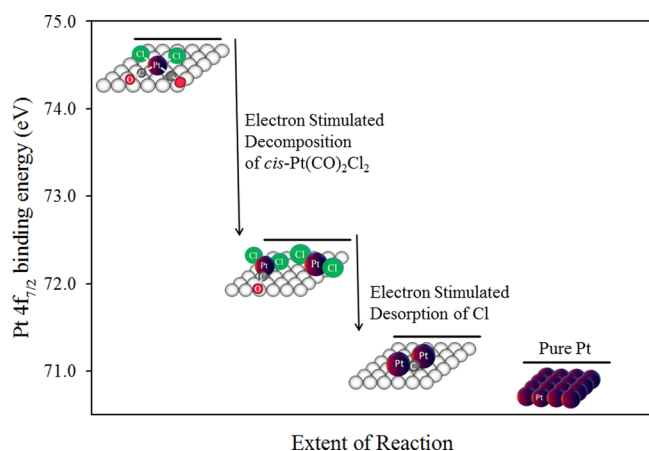 75.0
74.0
73.0
72.0
71.0
Pt 4f7/2 binding energy (eV)
Cl Cl
Pt
O C
Electron Stimulated
Decomposition
of cis-Pt(CO)2Cl2
Cl Cl
Pt Cl Pt Cl
O
Electron Stimulated
Desorption of Cl
Pt Pt
C
Pure Pt
Pt
Extent of Reaction